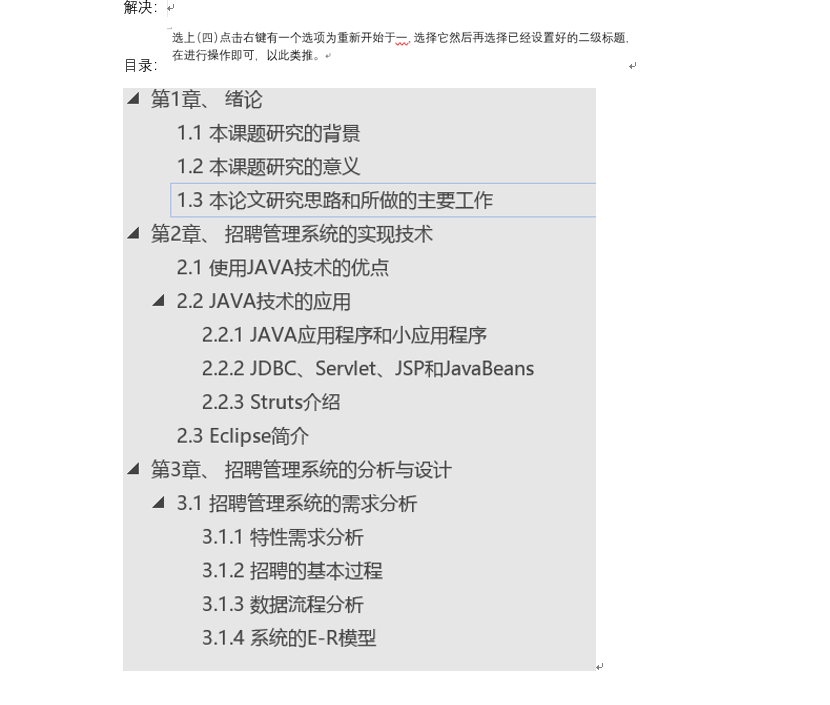 解决：
选上(四)点击右键有一个选项为重新开始于一，选择它然后再选择已经设置好的二级标题，
在进行操作即可，以此类推。
目录：
第1章、 绪论
1.1 本课题研究的背景
1.2 本课题研究的意义
1.3 本论文研究思路和所做的主要工作
第2章、 招聘管理系统的实现技术
2.1 使用JAVA技术的优点
2.2 JAVA技术的应用
2.2.1 JAVA应用程序和小应用程序
2.2.2 JDBC、Servlet、JSP和JavaBeans
2.2.3 Struts介绍
2.3 Eclipse简介
第3章、 招聘管理系统的分析与设计
3.1 招聘管理系统的需求分析
3.1.1 特性需求分析
3.1.2 招聘的基本过程
3.1.3 数据流程分析
3.1.4 系统的E-R模型